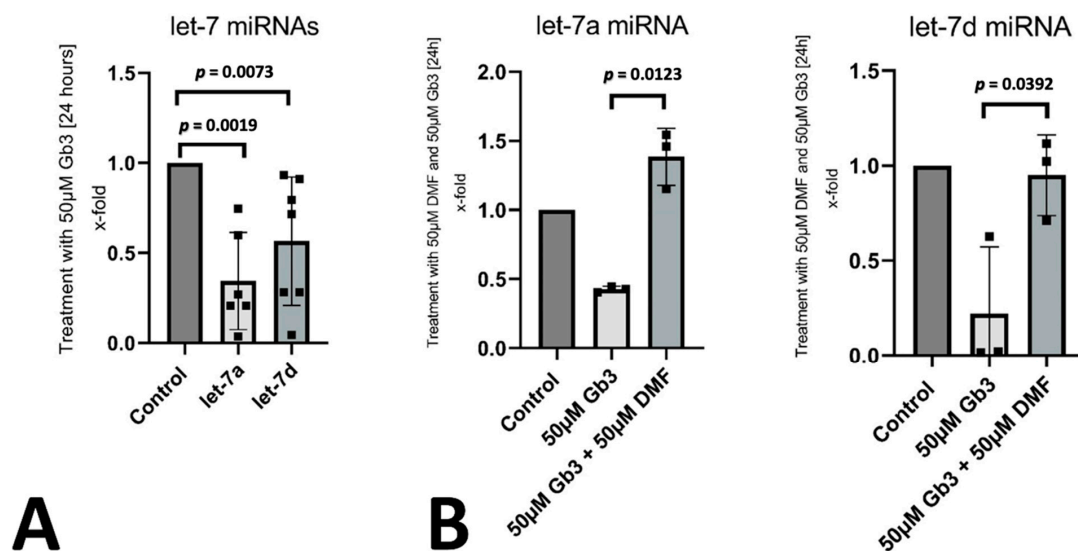 let-7 miRNAs
Treatment with 50μM Gb3 [24 hours]
x-fold
1.5
1.0
0.5
0.0
p = 0.0073
p = 0.0019
Control
let-7a
let-7d
A
let-7a miRNA
Treatment with 50μM DMF and 50μM Gb3 [24h]
x-fold
2.0
1.5
1.0
0.5
0.0
p = 0.0123
Control
50μM Gb3
50μM Gb3 + 50μM DMF
B
let-7d miRNA
Treatment with 50μM DMF and 50μM Gb3 [24h]
x-fold
1.5
1.0
0.5
0.0
p = 0.0392
Control
50μM Gb3
50μM Gb3 + 50μM DMF